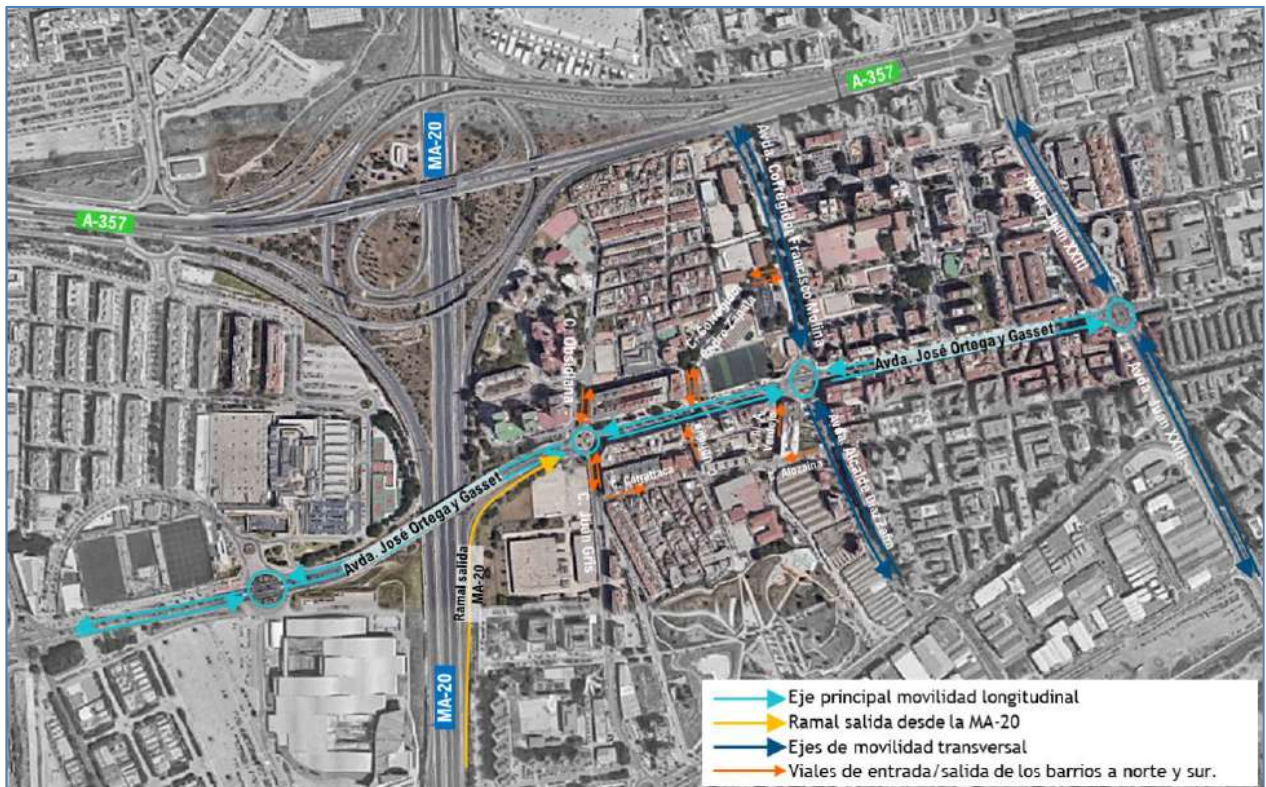 A-357
MA-20
A-357
Avda. Corregidor Francisco Molina
Avda. Juan XXIII
C. Obsidiana
C. Corregidor
Avda. José Ortega y Gasset
Avda. Juan XXIII
Avda. Alcalde Díaz Zafra
C. Alozaina
C. Carratraca
C. Juan Gris
Avda. José Ortega y Gasset
Ramal salida
MA-20
MA-20
Eje principal movilidad longitudinal
Ramal salida desde la MA-20
Ejes de movilidad transversal
Viales de entrada/salida de los barrios a norte y sur.